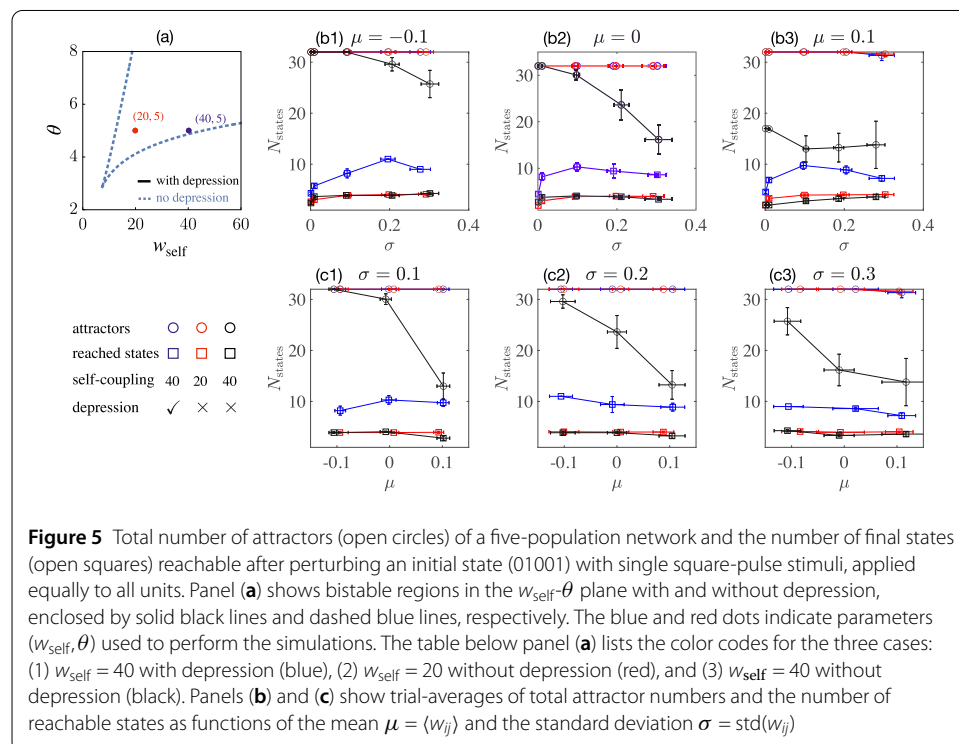 (a)
8
6
4
2
θ
(20, 5)
(40, 5)
with depression
no depression
0 20 40 60
w_self
(b1) μ = −0.1
30
20
10
N_states
0 0.2 0.4
σ
(b2) μ = 0
30
20
10
N_states
0 0.2 0.4
σ
(b3) μ = 0.1
30
20
10
N_states
0 0.2 0.4
σ
attractors
reached states
self-coupling 40 20 40
depression ✓ × ×
(c1) σ = 0.1
30
20
10
N_states
-0.1 0 0.1
μ
(c2) σ = 0.2
30
20
10
N_states
-0.1 0 0.1
μ
(c3) σ = 0.3
30
20
10
N_states
-0.1 0 0.1
μ
Figure 5 Total number of attractors (open circles) of a five-population network and the number of final states
(open squares) reachable after perturbing an initial state (01001) with single square-pulse stimuli, applied
equally to all units. Panel (a) shows bistable regions in the w_self-θ plane with and without depression,
enclosed by solid black lines and dashed blue lines, respectively. The blue and red dots indicate parameters
(w_self, θ) used to perform the simulations. The table below panel (a) lists the color codes for the three cases:
(1) w_self = 40 with depression (blue), (2) w_self = 20 without depression (red), and (3) w_self = 40 without
depression (black). Panels (b) and (c) show trial-averages of total attractor numbers and the number of
reachable states as functions of the mean μ = ⟨w_ij⟩ and the standard deviation σ = std(w_ij)